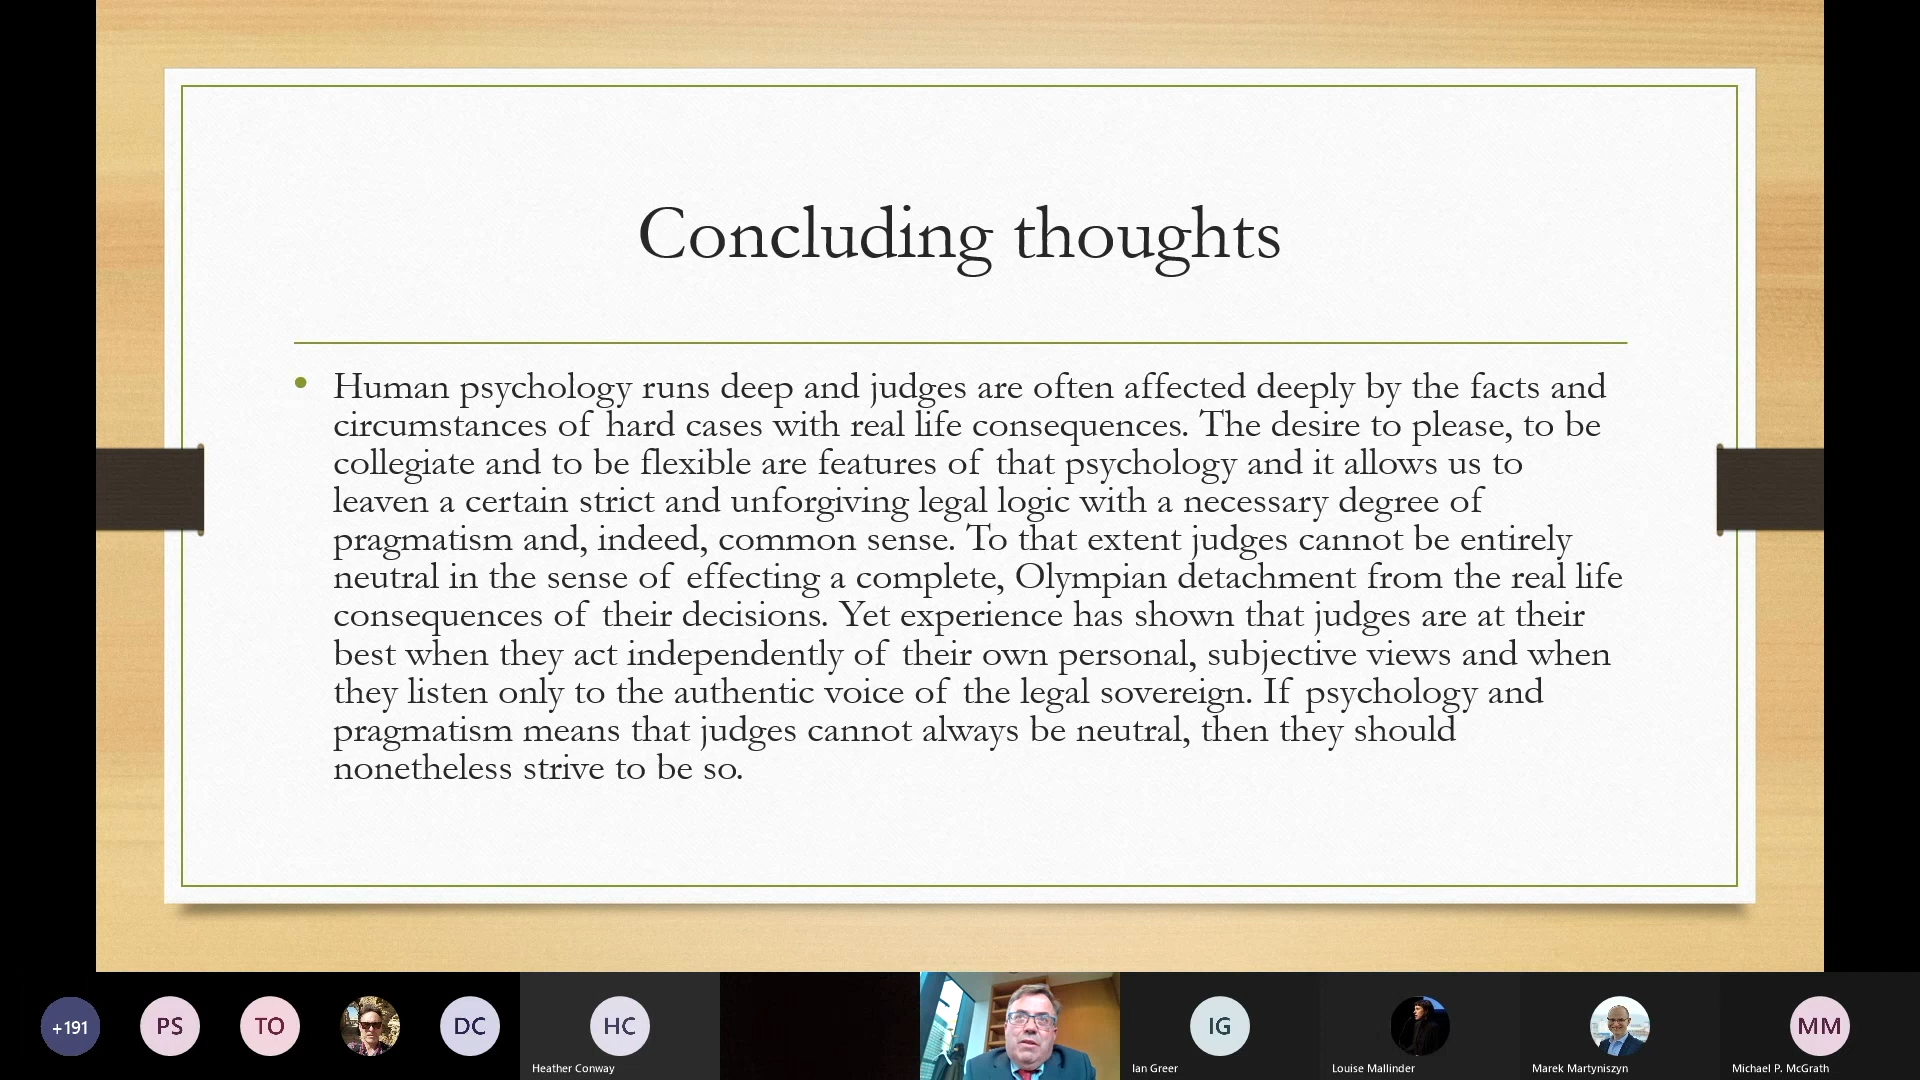 Concluding thoughts
• Human psychology runs deep and judges are often affected deeply by the facts and
circumstances of hard cases with real life consequences. The desire to please, to be
collegiate and to be flexible are features of that psychology and it allows us to
leaven a certain strict and unforgiving legal logic with a necessary degree of
pragmatism and, indeed, common sense. To that extent judges cannot be entirely
neutral in the sense of effecting a complete, Olympian detachment from the real life
consequences of their decisions. Yet experience has shown that judges are at their
best when they act independently of their own personal, subjective views and when
they listen only to the authentic voice of the legal sovereign. If psychology and
pragmatism means that judges cannot always be neutral, then they should
nonetheless strive to be so.
+191
PS
TO
DC
HC
Heather Conway
IG
Ian Greer
Louise Mallinder
Marek Martyniszyn
MM
Michael P. McGrath